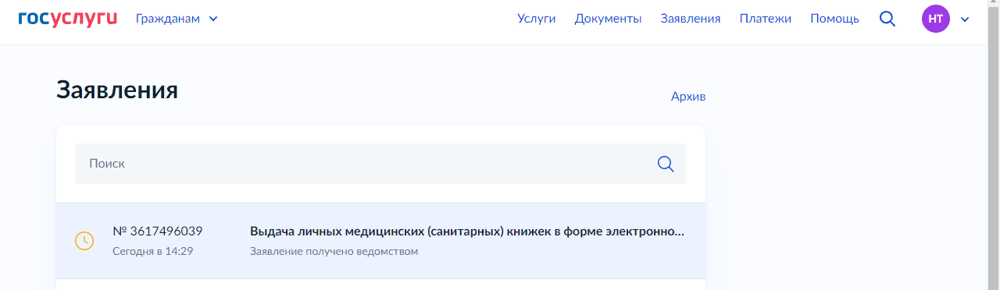 госуслуги Гражданам Услуги Документы Заявления Платежи Помощь НТ
Заявления
Архив
Поиск
№ 3617496039 Выдача личных медицинских (санитарных) книжек в форме электронно...
Сегодня в 14:29 Заявление получено ведомством